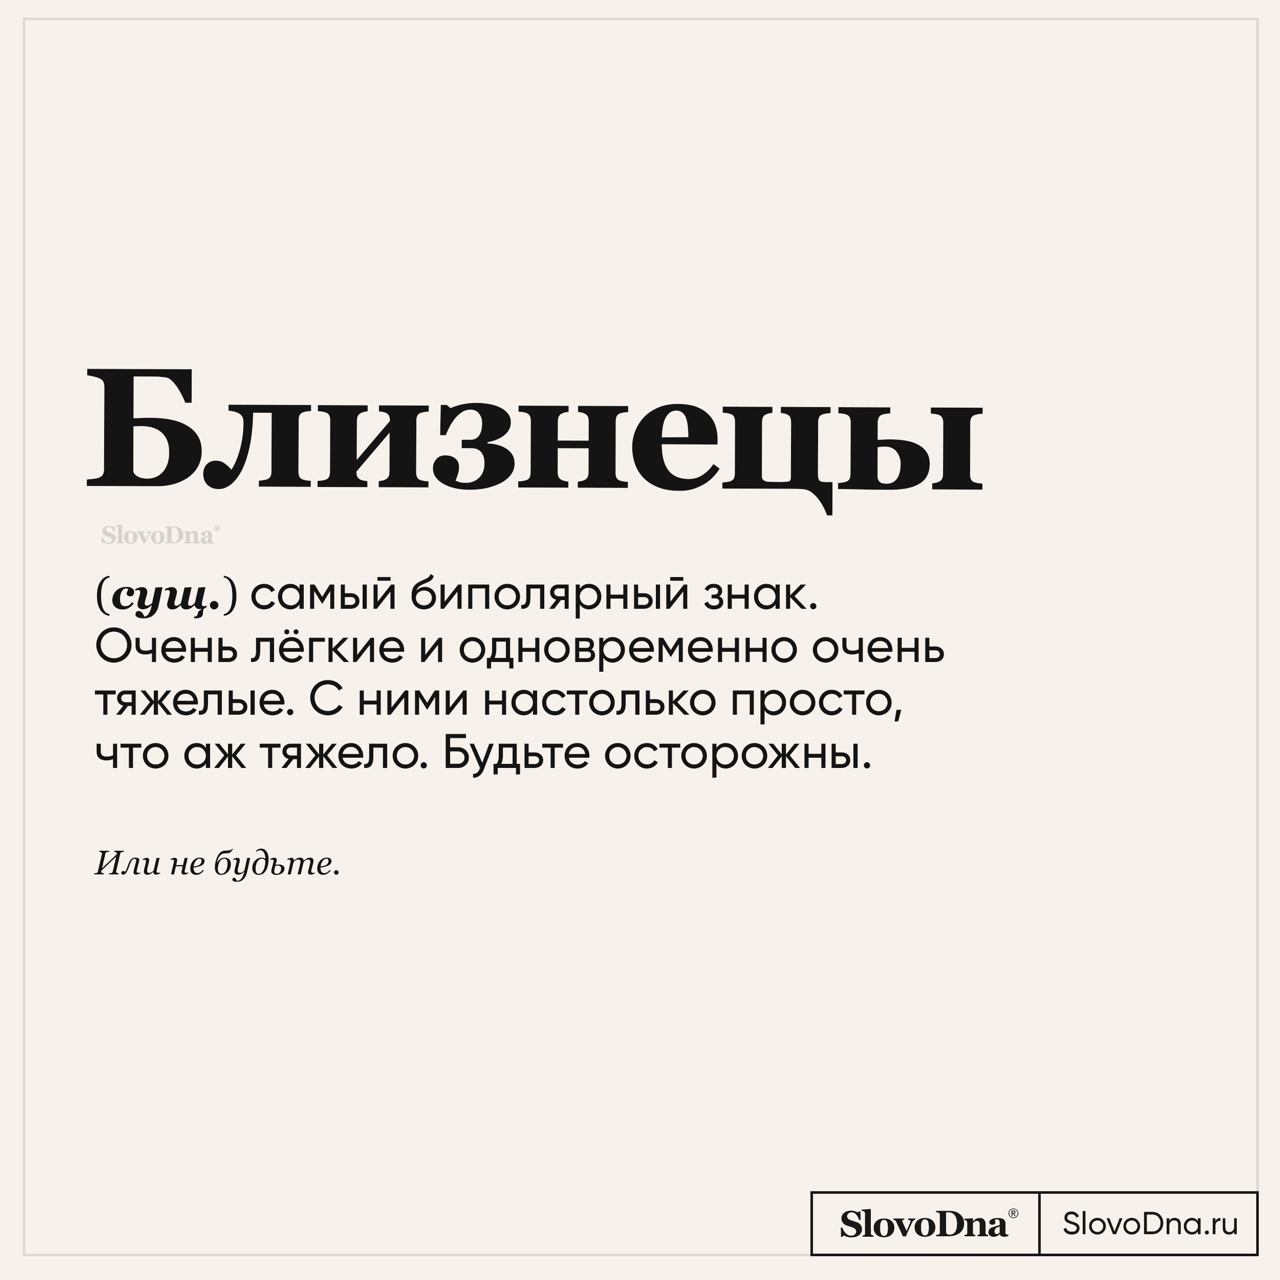 Близнецы
SlovoDna®
(сущ.) самый биполярный знак.
Очень лёгкие и одновременно очень
тяжелые. С ними настолько просто,
что аж тяжело. Будьте осторожны.
Или не будьте.
SlovoDna® SlovoDna.ru